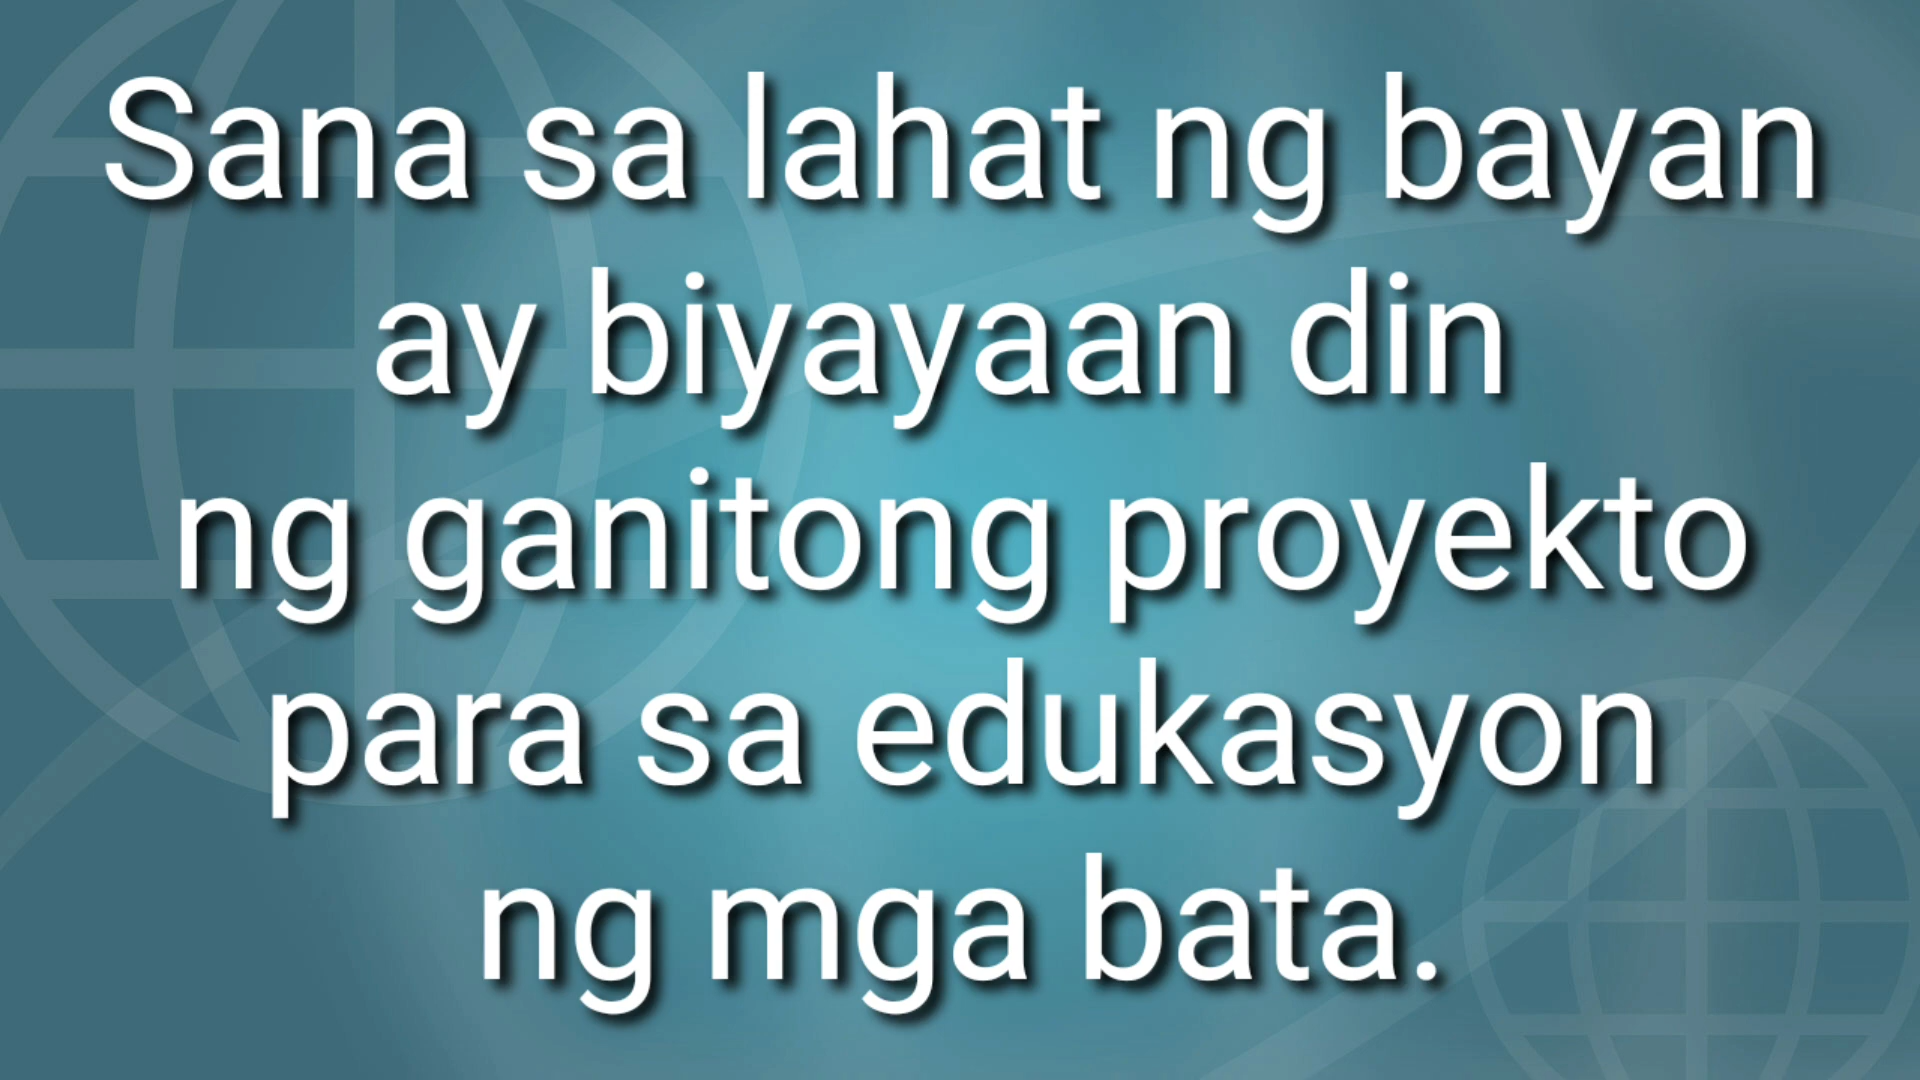 Sana sa lahat ng bayan
ay biyayaan din
ng ganitong proyekto
para sa edukasyon
ng mga bata.